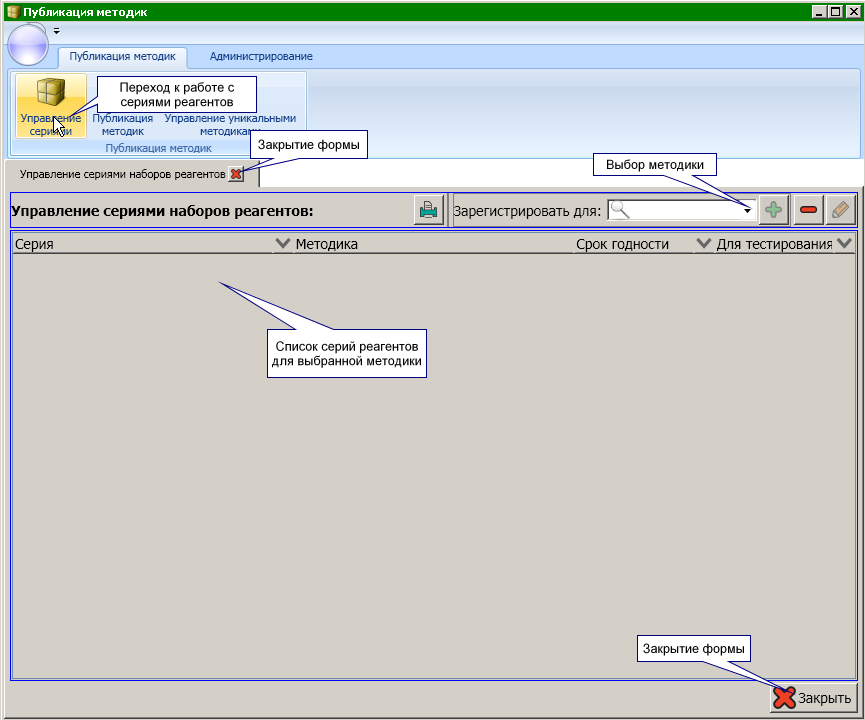 Публикация методик
Публикация методик
Администрирование
Переход к работе с
сериями реагентов
Управление
сериями
Публикация
методик
Управление уникальными
методиками
Публикация методик
Закрытие формы
Выбор методики
Управление сериями наборов реагентов
Управление сериями наборов реагентов:
Зарегистрировать для:
Серия
Методика
Срок годности
Для тестирования
Список серий реагентов
для выбранной методики
Закрытие формы
Закрыть